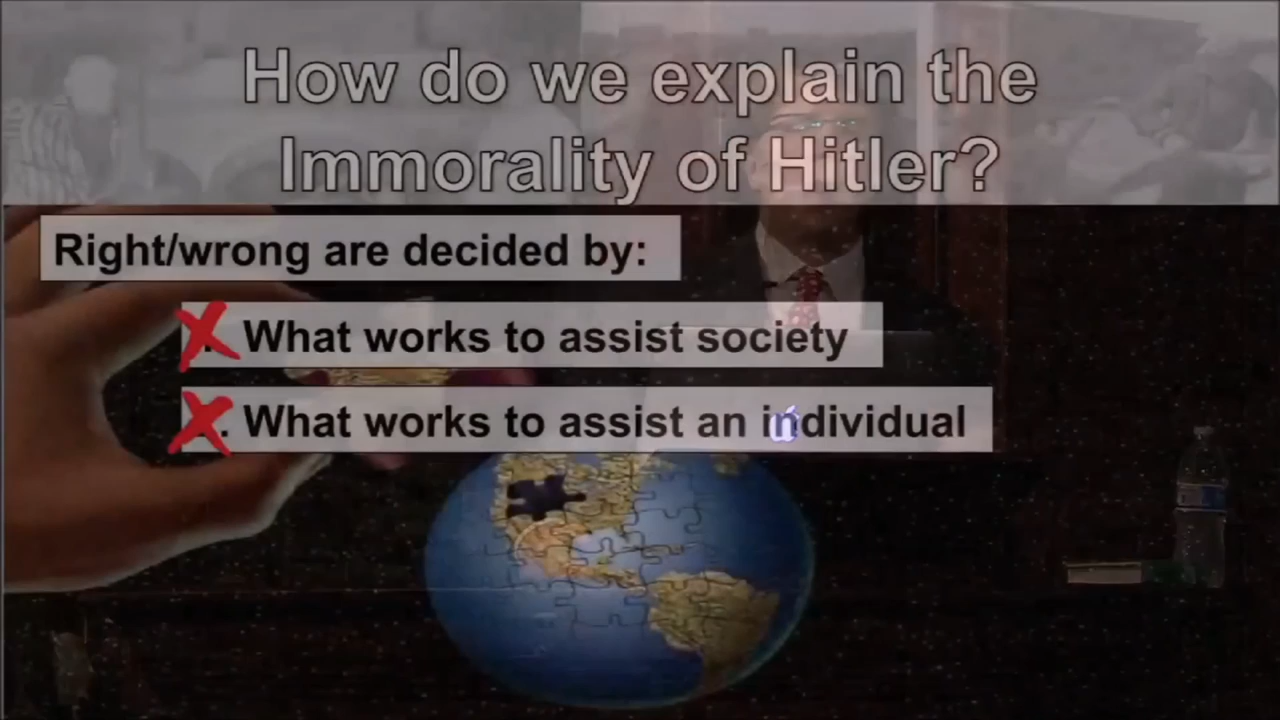 How do we explain the
Immorality of Hitler?
Right/wrong are decided by:
What works to assist society
What works to assist an individual